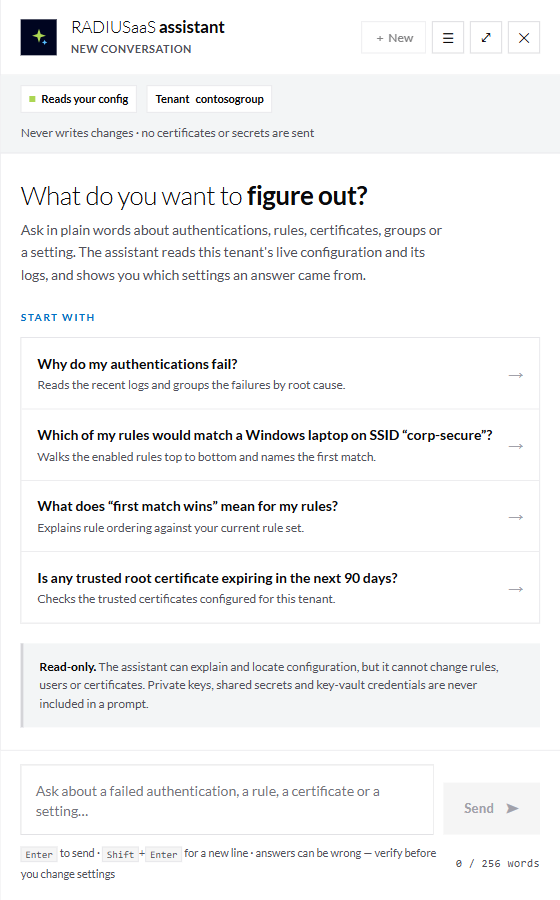 RADIUSaaS assistant
NEW CONVERSATION
+ New
Reads your config
Tenant contosogroup
Never writes changes · no certificates or secrets are sent
What do you want to figure out?
Ask in plain words about authentications, rules, certificates, groups or
a setting. The assistant reads this tenant's live configuration and its
logs, and shows you which settings an answer came from.
START WITH
Why do my authentications fail?
Reads the recent logs and groups the failures by root cause.
Which of my rules would match a Windows laptop on SSID “corp-secure”?
Walks the enabled rules top to bottom and names the first match.
What does “first match wins” mean for my rules?
Explains rule ordering against your current rule set.
Is any trusted root certificate expiring in the next 90 days?
Checks the trusted certificates configured for this tenant.
Read-only. The assistant can explain and locate configuration, but it cannot change rules,
users or certificates. Private keys, shared secrets and key-vault credentials are never
included in a prompt.
Ask about a failed authentication, a rule, a certificate or a
setting...
Send
Enter to send · Shift + Enter for a new line · answers can be wrong — verify before
you change settings
0 / 256 words